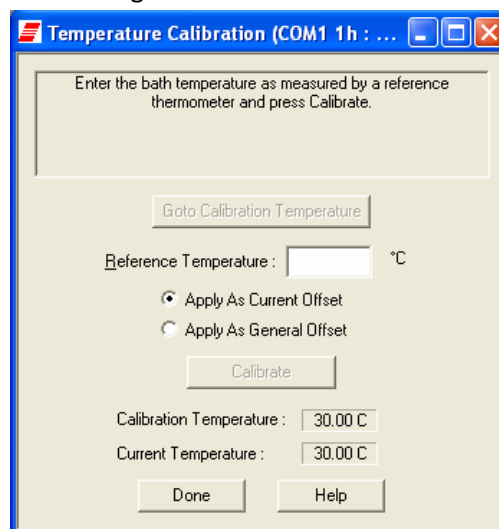 Temperature Calibration (COM1 1h : ...
Enter the bath temperature as measured by a reference
thermometer and press Calibrate.
Goto Calibration Temperature
Reference Temperature : °C
Apply As Current Offset
Apply As General Offset
Calibrate
Calibration Temperature : 30.00 C
Current Temperature : 30.00 C
Done Help